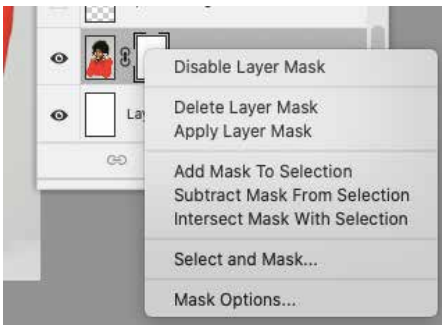 Disable Layer Mask
Delete Layer Mask
Lay
Apply Layer Mask
Add Mask To Selection
Subtract Mask From Selection
Intersect Mask With Selection
Select and Mask...
Mask Options...